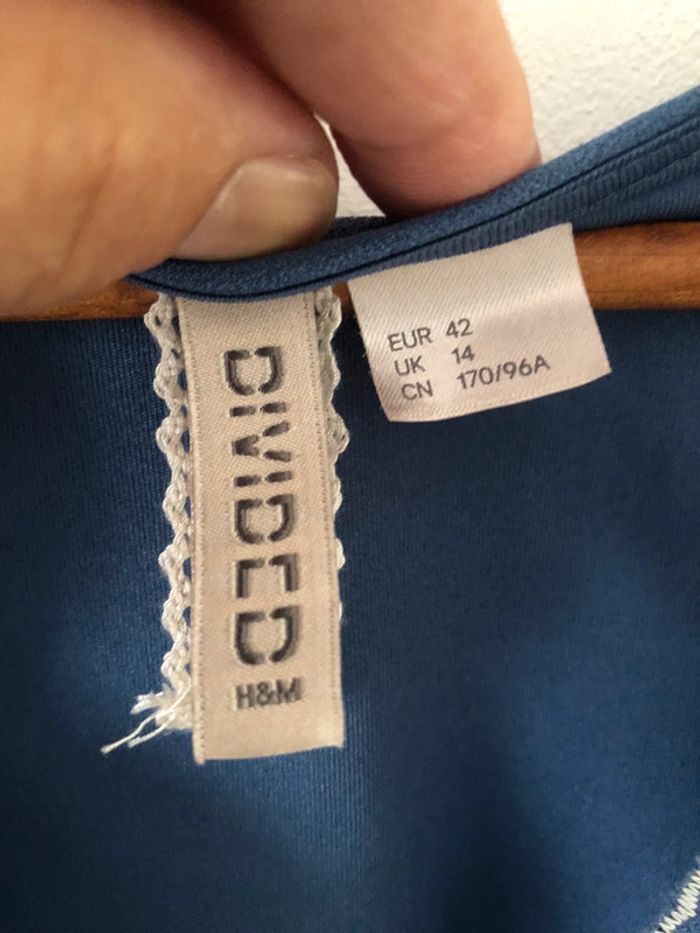 DIVIDED
H&M
EUR 42
UK 14
CN 170/96A